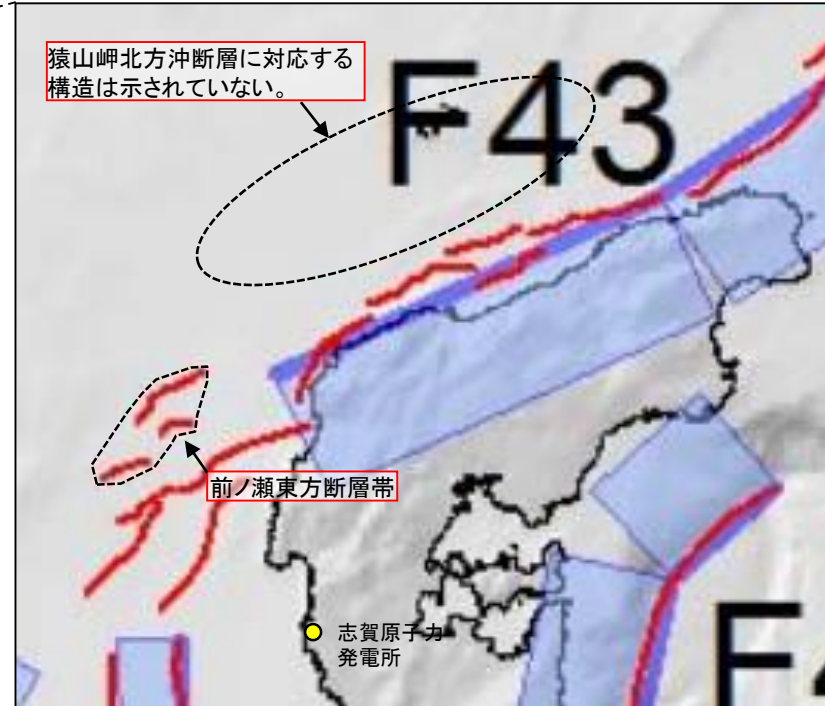 猿山岬北方沖断層に対応する
構造は示されていない。
F43
前ノ瀬東方断層帯
志賀原子力
発電所
F4